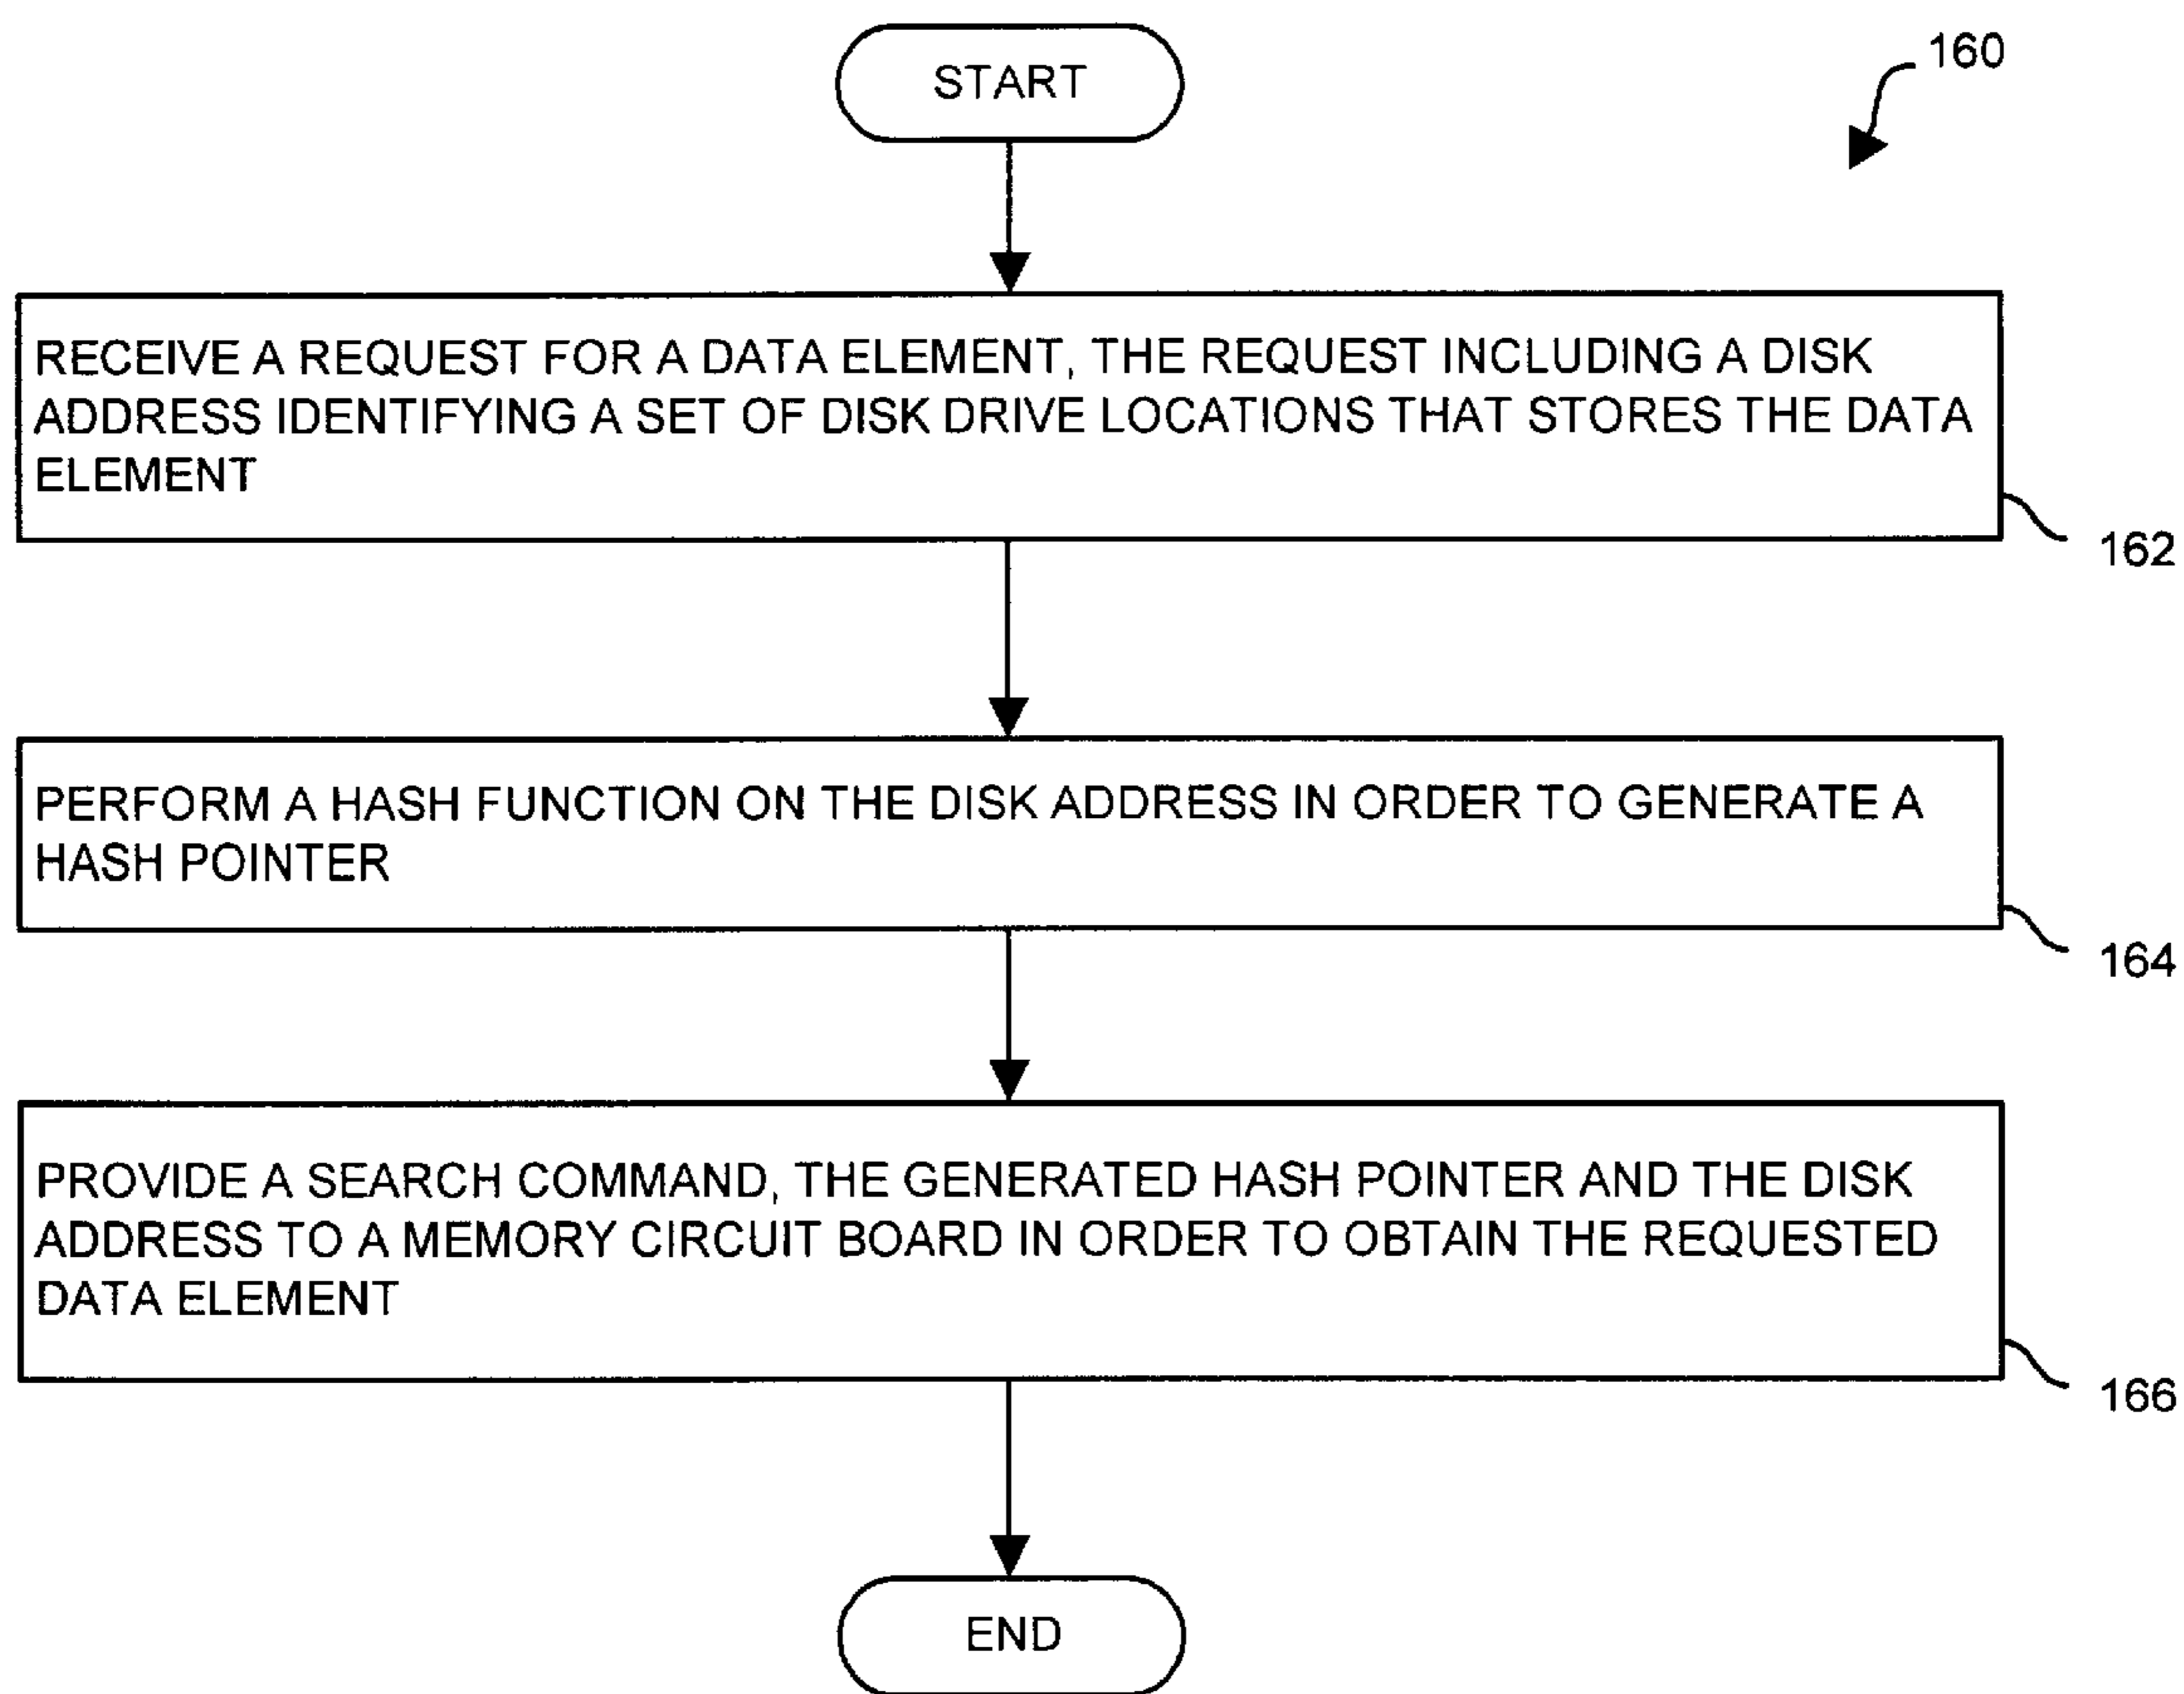 START
160
RECEIVE A REQUEST FOR A DATA ELEMENT, THE REQUEST INCLUDING A DISK
ADDRESS IDENTIFYING A SET OF DISK DRIVE LOCATIONS THAT STORES THE DATA
ELEMENT
162
PERFORM A HASH FUNCTION ON THE DISK ADDRESS IN ORDER TO GENERATE A
HASH POINTER
164
PROVIDE A SEARCH COMMAND, THE GENERATED HASH POINTER AND THE DISK
ADDRESS TO A MEMORY CIRCUIT BOARD IN ORDER TO OBTAIN THE REQUESTED
DATA ELEMENT
166
END